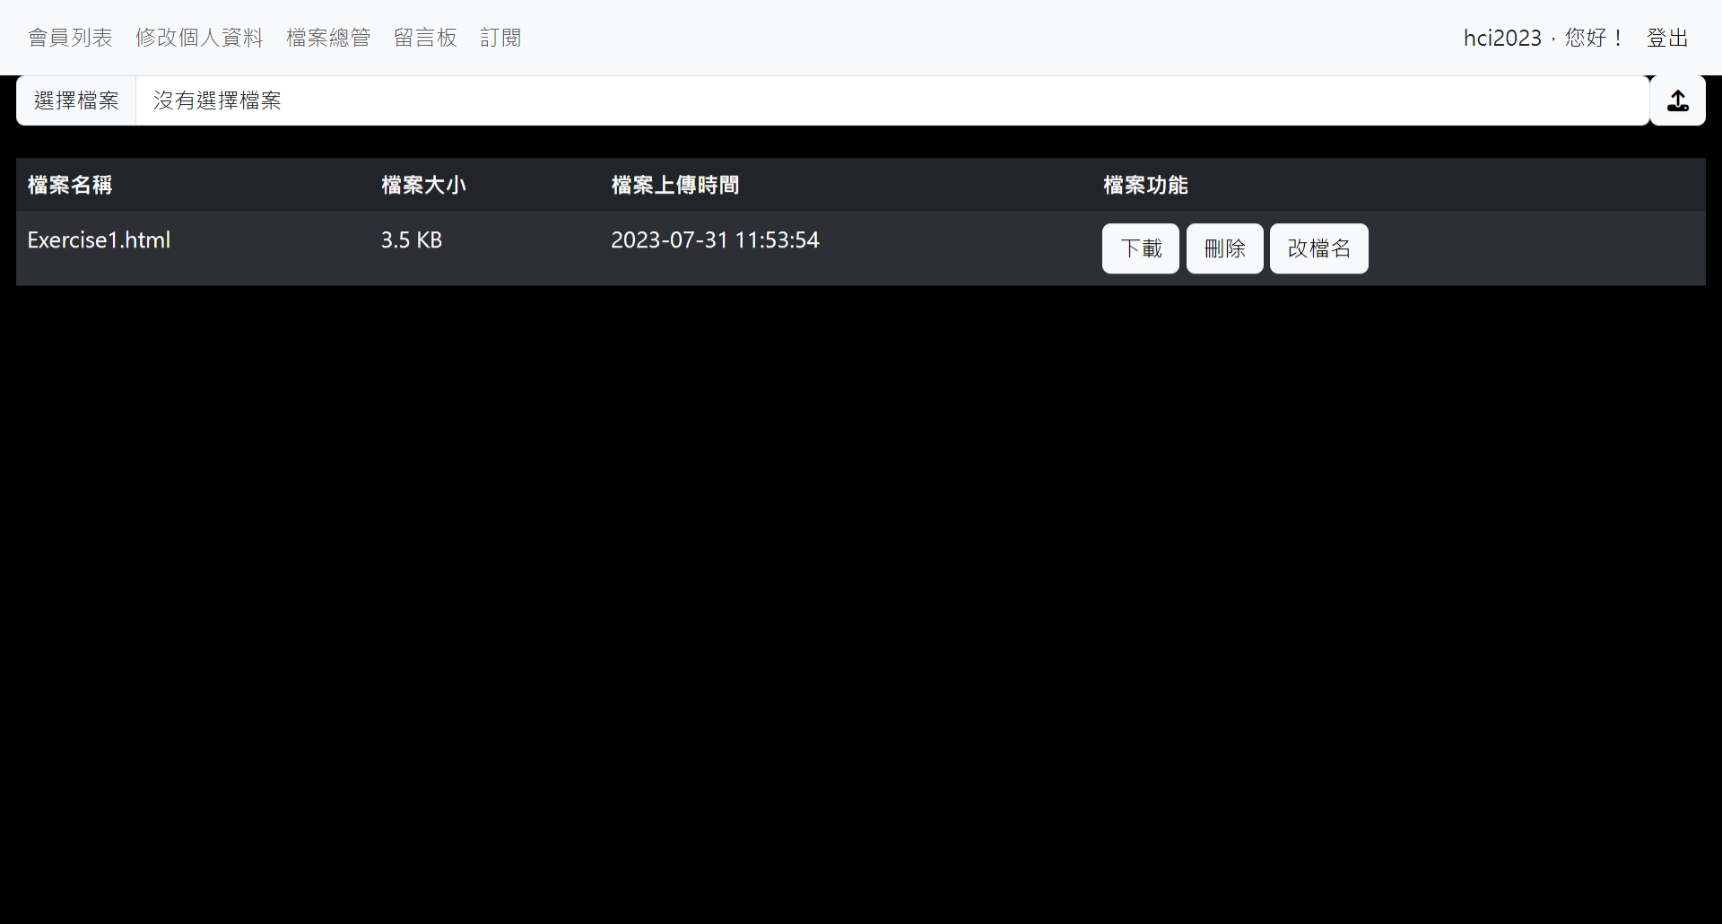 會員列表 修改個人資料 檔案總管 留言板 訂閱 hci2023，您好！ 登出
選擇檔案 沒有選擇檔案
檔案名稱 檔案大小 檔案上傳時間 檔案功能
Exercise1.html 3.5 KB 2023-07-31 11:53:54 下載 刪除 改檔名